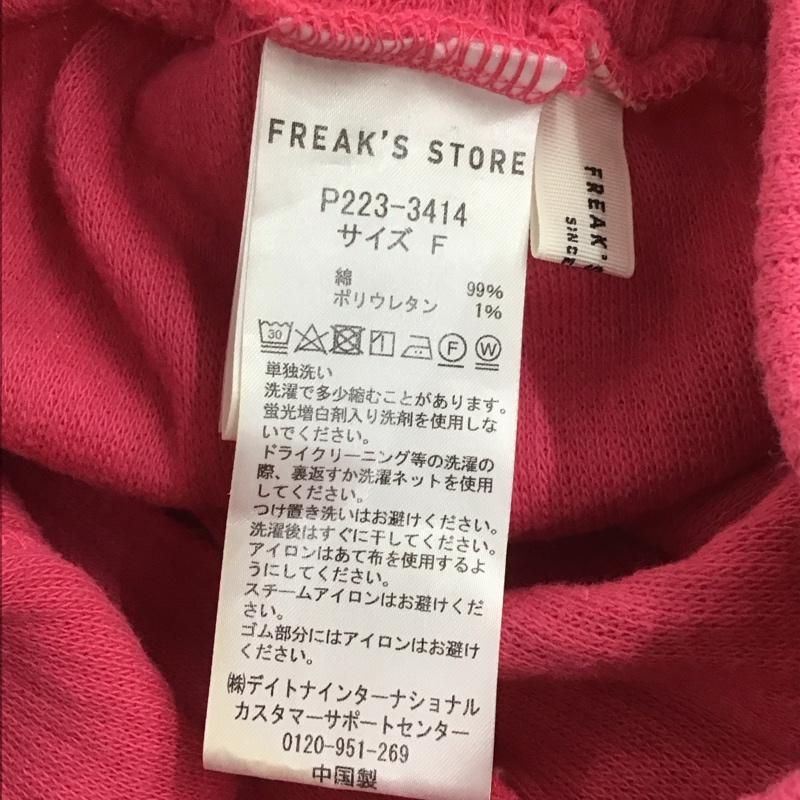 FREAK'S STORE
P223-3414
サイズ F
綿 99%
ポリウレタン 1%
30 F W
単独洗い
洗濯で多少縮むことがあります。
蛍光増白剤入り洗剤を使用しな
いでください。
ドライクリーニング等の洗濯の
際、裏返すか洗濯ネットを使用
してください。
つけ置き洗いはお避けください。
洗濯後はすぐに干してください。
アイロンはあて布を使用するよ
うにしてください。
スチームアイロンはお避けくだ
さい。
ゴム部分にはアイロンはお避け
ください。
㈱デイトナインターナショナル
カスタマーサポートセンター
0120-951-269
中国製
FREAK'S
SINCE